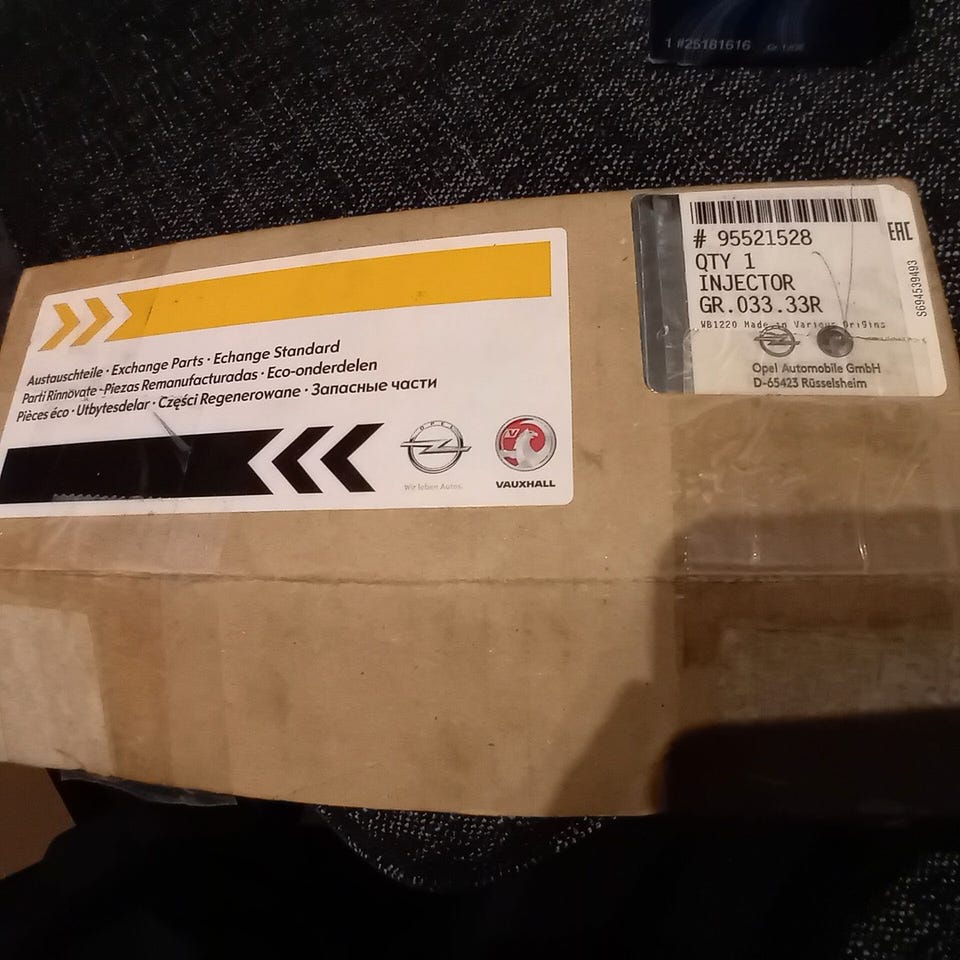 1 #25181616
# 95521528
EAC
QTY 1
INJECTOR
GR.033.33R
WB1220 Made in Various Origins
S694539493
Opel Automobile GmbH
D-65423 Rüsselsheim
Austauschteile · Exchange Parts · Echange Standard
Parti Rinnovate · Piezas Remanufacturadas · Eco-onderdelen
Pièces éco · Utbytesdelar · Części Regenerowane · Запасные части
OPEL
Wir leben Autos.
V
VAUXHALL